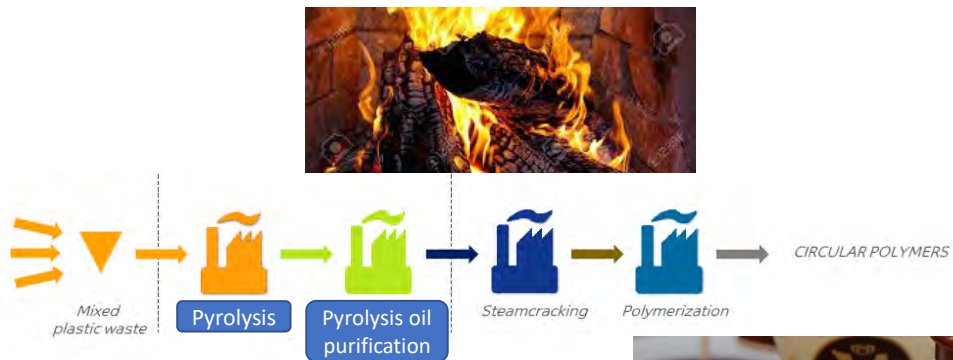 Mixed
plastic waste
Pyrolysis
Pyrolysis oil
purification
Steamcracking
Polymerization
CIRCULAR POLYMERS